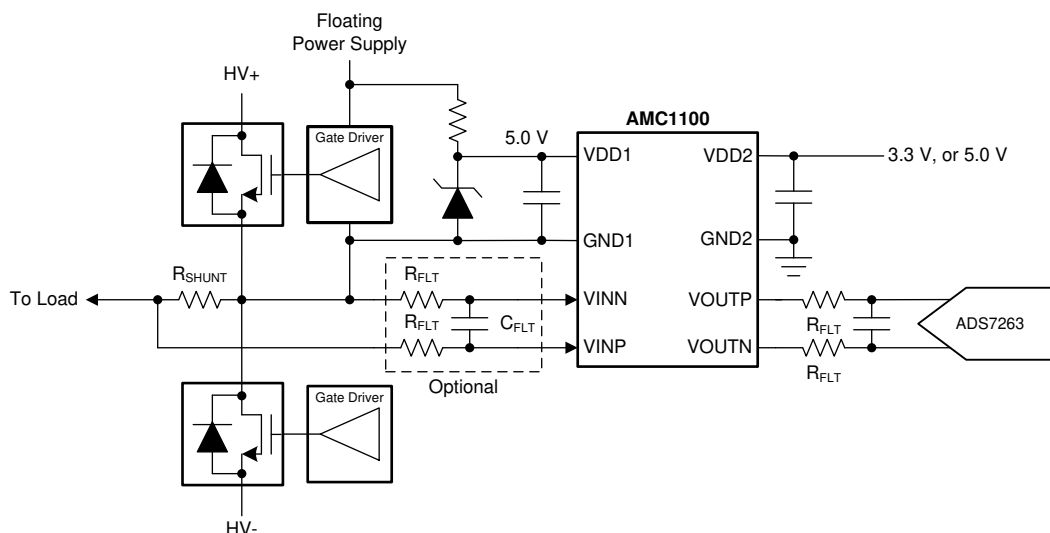 Floating
Power Supply
HV+
Gate Driver
5.0 V
AMC1100
VDD1
VDD2
3.3 V, or 5.0 V
GND1
GND2
RSHUNT
To Load
RFLT
VINN
VOUTP
RFLT
CFLT
RFLT
ADS7263
VINP
VOUTN
RFLT
Optional
Gate Driver
HV-